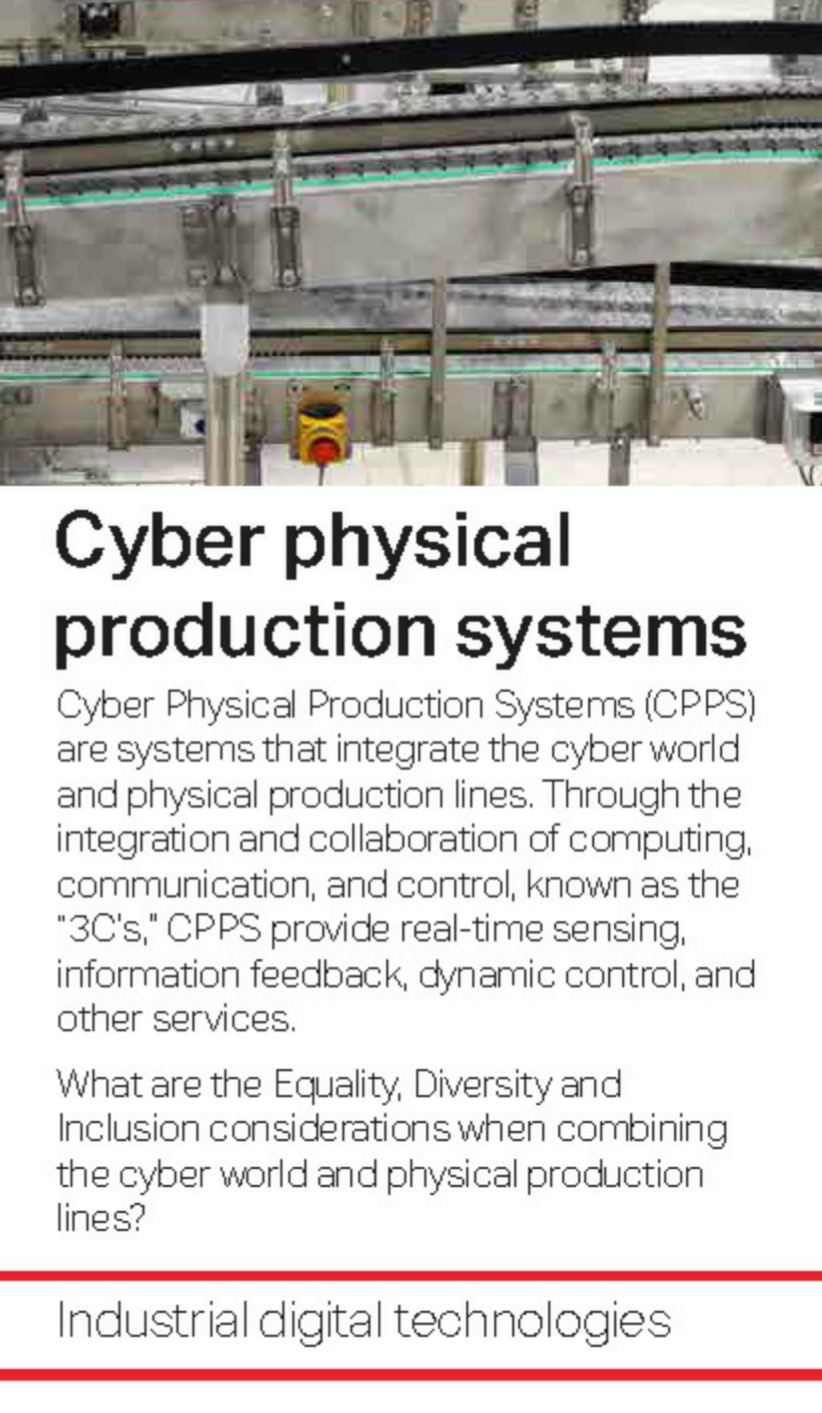 Cyber physical
production systems
Cyber Physical Production Systems (CPPS)
are systems that integrate the cyber world
and physical production lines. Through the
integration and collaboration of computing,
communication, and control, known as the
"3C's," CPPS provide real-time sensing,
information feedback, dynamic control, and
other services.
What are the Equality, Diversity and
Inclusion considerations when combining
the cyber world and physical production
lines?
Industrial digital technologies